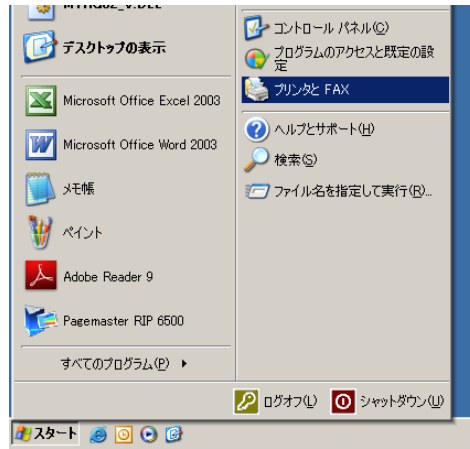 デスクトップの表示
Microsoft Office Excel 2003
Microsoft Office Word 2003
メモ帳
ペイント
Adobe Reader 9
Pagemaster RIP 6500
すべてのプログラム(P)
コントロール パネル(C)
プログラムのアクセスと既定の設
定
プリンタと FAX
ヘルプとサポート(H)
検索(S)
ファイル名を指定して実行(R)...
ログオフ(L)
シャットダウン(U)
スタート